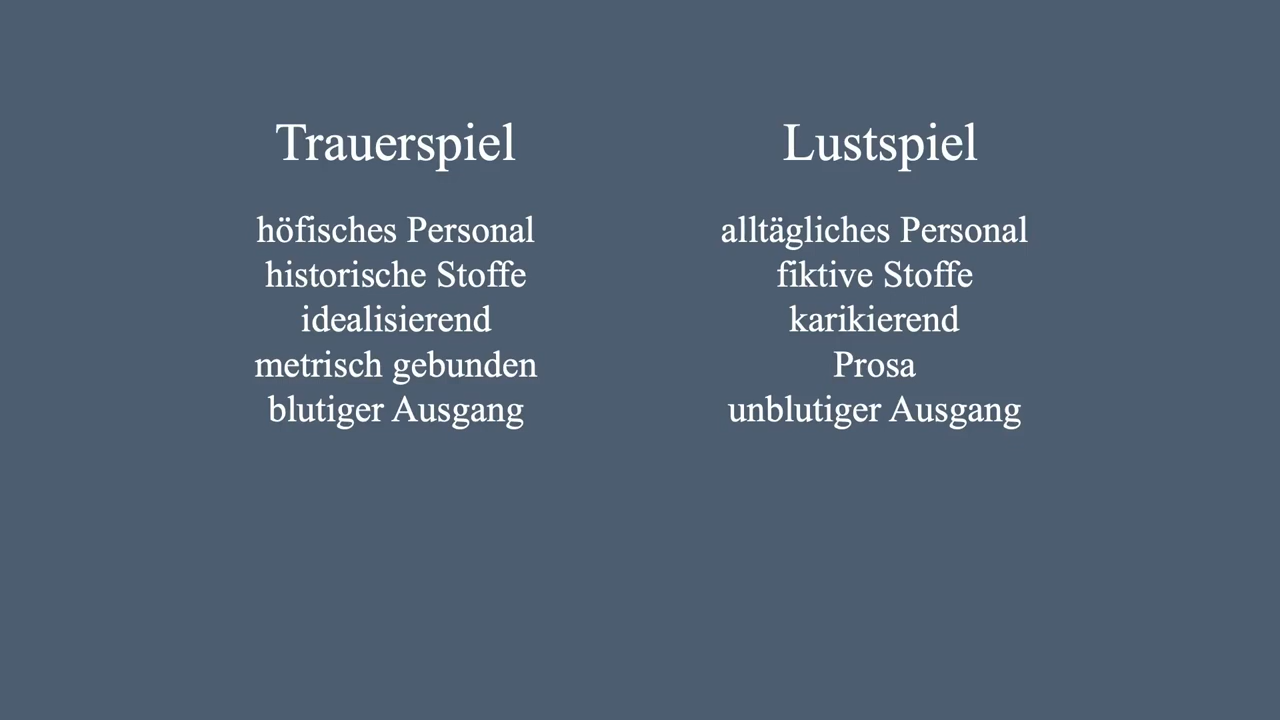 Trauerspiel
höfisches Personal
historische Stoffe
idealisierend
metrisch gebunden
blutiger Ausgang
Lustspiel
alltägliches Personal
fiktive Stoffe
karikierend
Prosa
unblutiger Ausgang